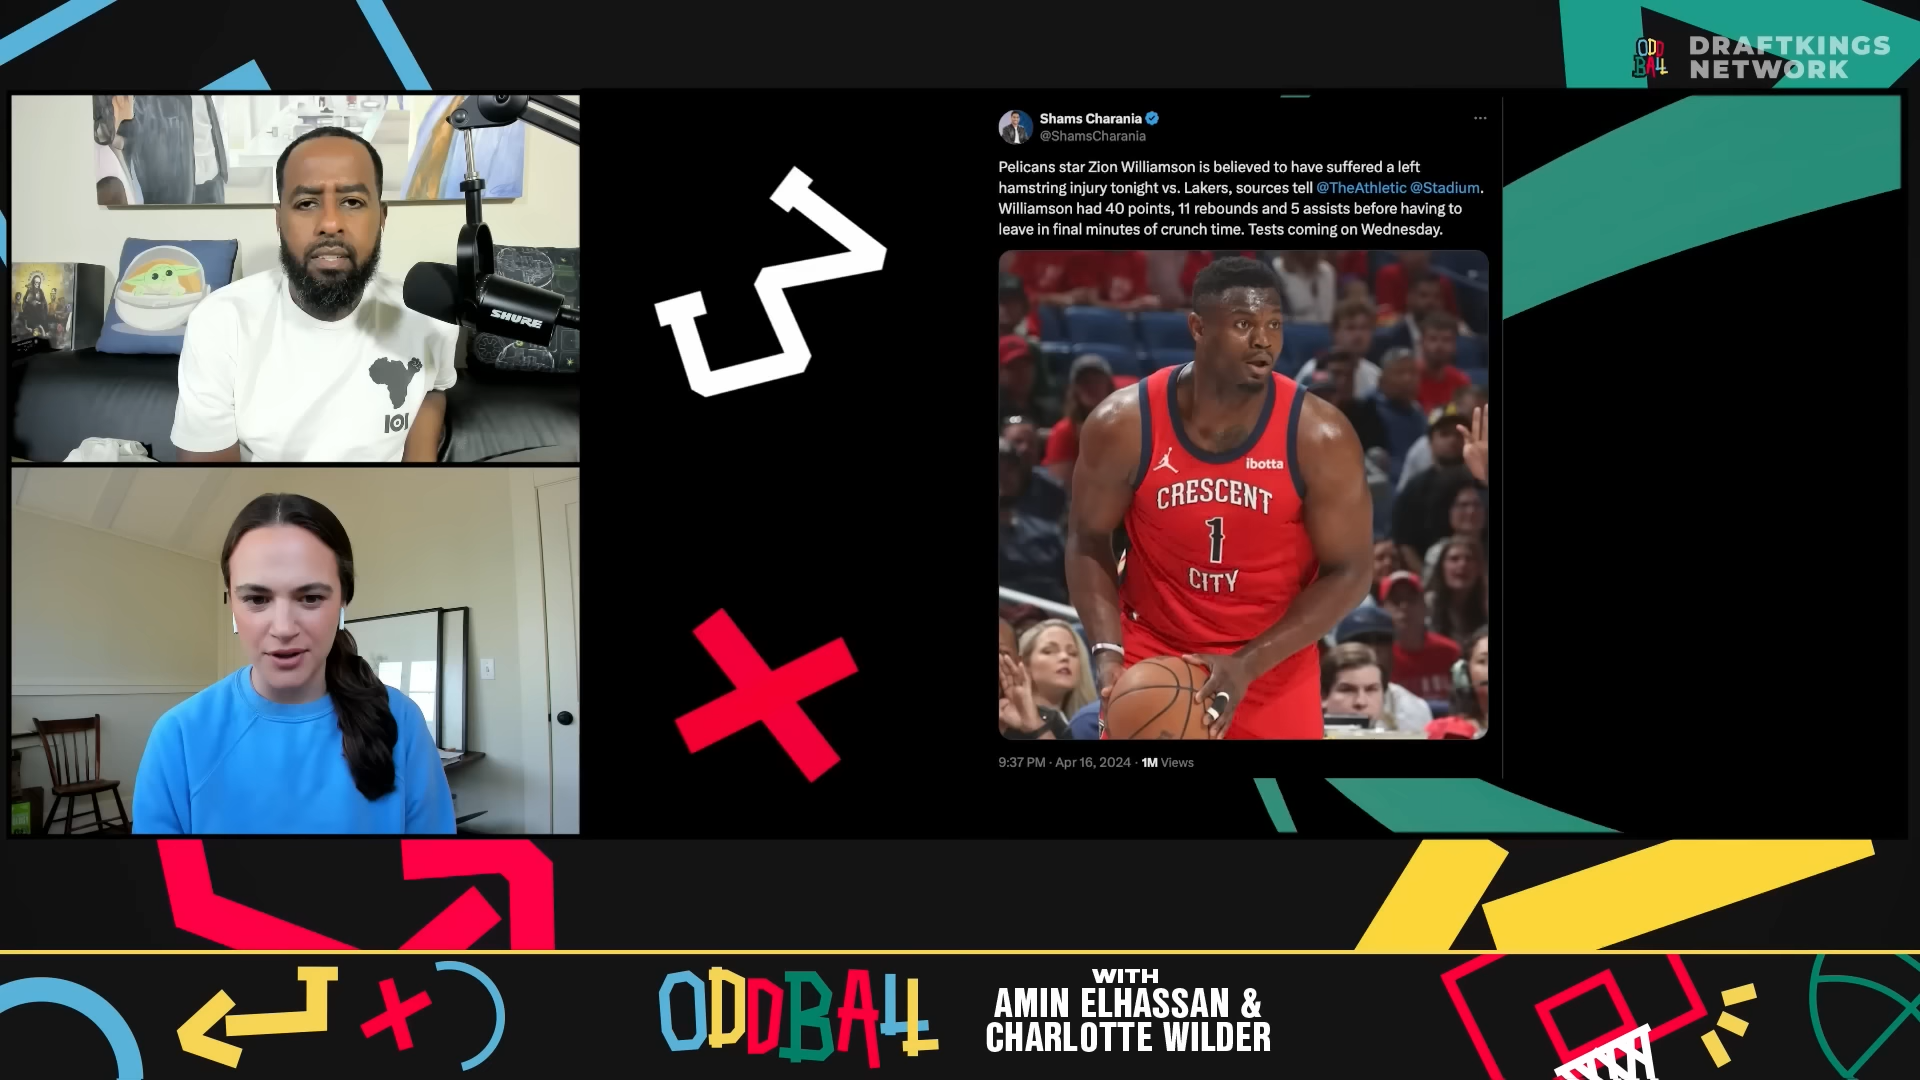 ODD
BALL
DRAFTKINGS
NETWORK
SHURE
101
Shams Charania
@ShamsCharania
Pelicans star Zion Williamson is believed to have suffered a left
hamstring injury tonight vs. Lakers, sources tell @TheAthletic @Stadium.
Williamson had 40 points, 11 rebounds and 5 assists before having to
leave in final minutes of crunch time. Tests coming on Wednesday.
ibotta
CRESCENT
1
CITY
9:37 PM · Apr 16, 2024 · 1M Views
ODDBALL
WITH
AMIN ELHASSAN &
CHARLOTTE WILDER